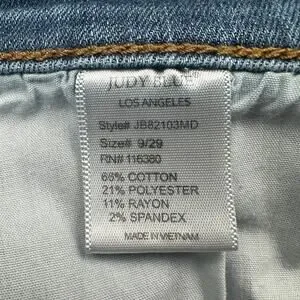 JUDY BLUE
LOS ANGELES
Style# JB82103MD
Size# 9/29
RN# 116380
66% COTTON
21% POLYESTER
11% RAYON
2% SPANDEX
MADE IN VIETNAM